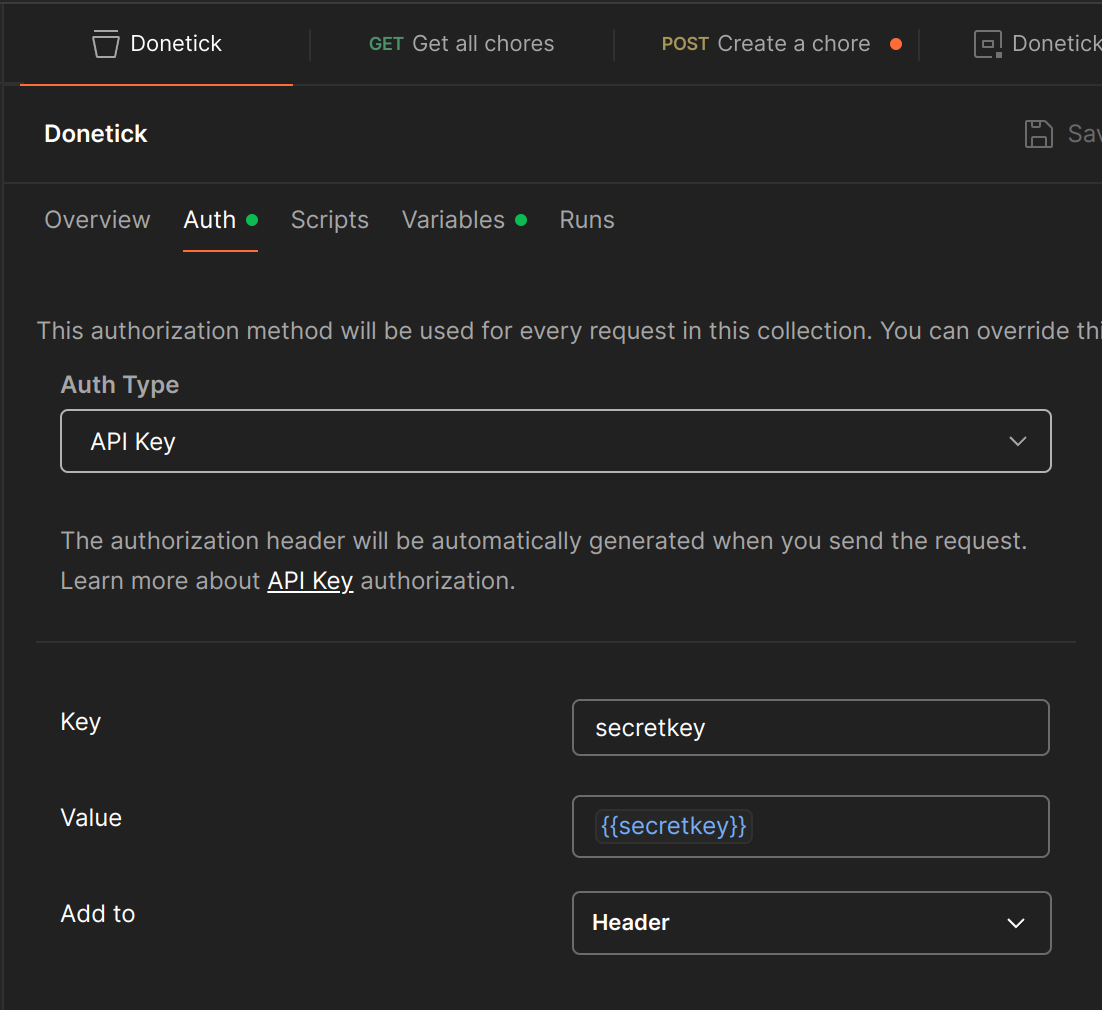 Donetick GET Get all chores POST Create a chore Donetick
Donetick Sav
Overview Auth Scripts Variables Runs
This authorization method will be used for every request in this collection. You can override thi
Auth Type
API Key
The authorization header will be automatically generated when you send the request.
Learn more about API Key authorization.
Key secretkey
Value {{secretkey}}
Add to Header